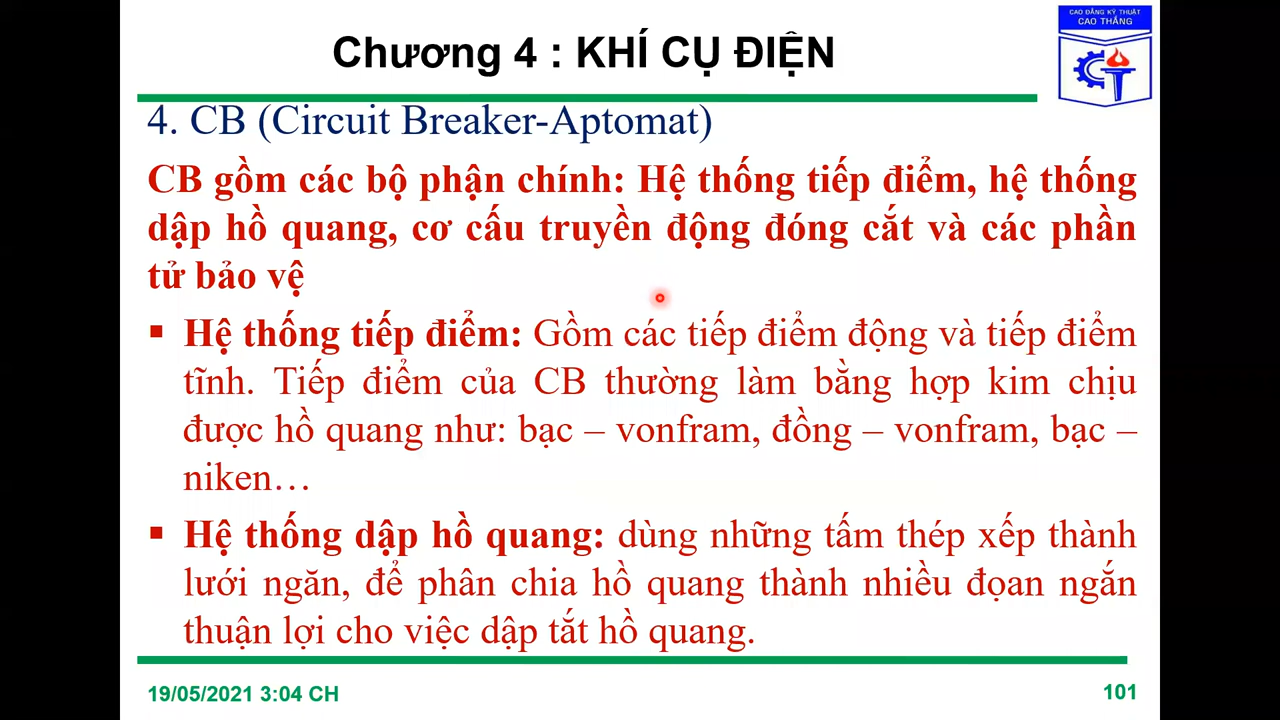 CAO ĐẲNG KỸ THUẬT
CAO THẮNG
Chương 4 : KHÍ CỤ ĐIỆN
4. CB (Circuit Breaker-Aptomat)
CB gồm các bộ phận chính: Hệ thống tiếp điểm, hệ thống
dập hồ quang, cơ cấu truyền động đóng cắt và các phần
tử bảo vệ
▪ Hệ thống tiếp điểm: Gồm các tiếp điểm động và tiếp điểm
tĩnh. Tiếp điểm của CB thường làm bằng hợp kim chịu
được hồ quang như: bạc – vonfram, đồng – vonfram, bạc –
niken…
▪ Hệ thống dập hồ quang: dùng những tấm thép xếp thành
lưới ngăn, để phân chia hồ quang thành nhiều đọan ngắn
thuận lợi cho việc dập tắt hồ quang.
19/05/2021 3:04 CH
101